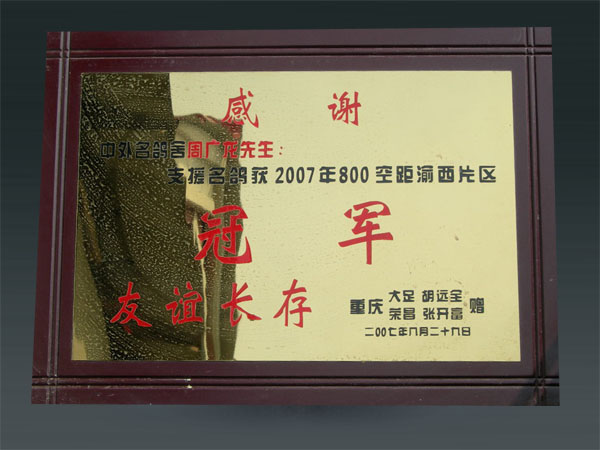 感谢
中外名鸽舍周广龙先生：
支援名鸽获2007年800空距渝西片区
冠军
友谊长存
重庆 大足 胡远全 赠
荣昌 张开富
二00七年八月二十九日